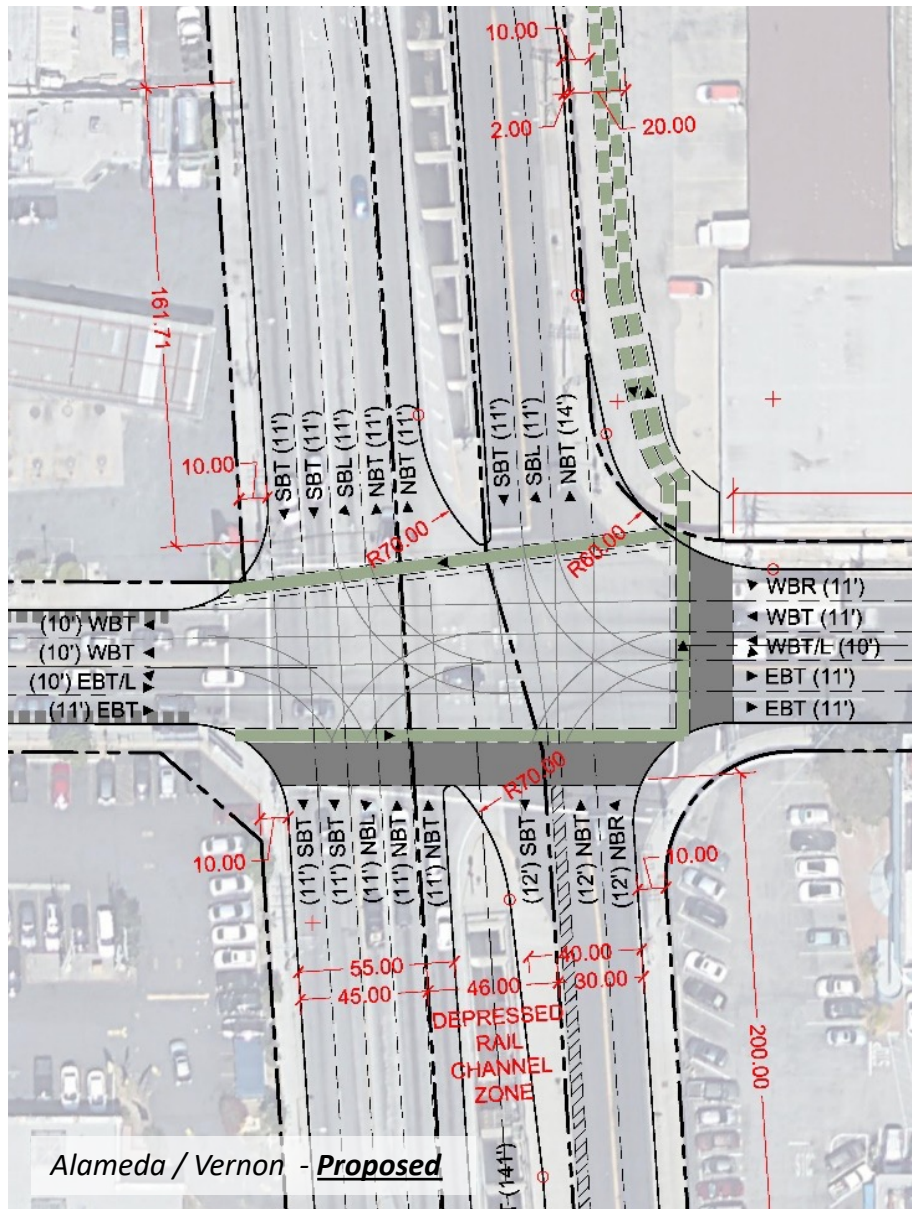 10.00
2.00
20.00
161.71
10.00
SBT (11')
SBT (11')
SBL (11')
NBT (11')
NBT (11')
SBT (11')
SBL (11')
NBT (14')
R70.00
R60.00
(10') WBT
(10') WBT
(10') EBT/L
(11') EBT
WBR (11')
WBT (11')
WBT/L (10')
EBT (11')
EBT (11')
R70.00
10.00
(11') SBT
(11') SBT
(11') NBL
(11') NBT
(11') NBT
(12') SBT
(12') NBT
(12') NBR
10.00
55.00
40.00
45.00
46.00
30.00
DEPRESSED
RAIL
CHANNEL
ZONE
200.00
(141')
Alameda / Vernon - Proposed